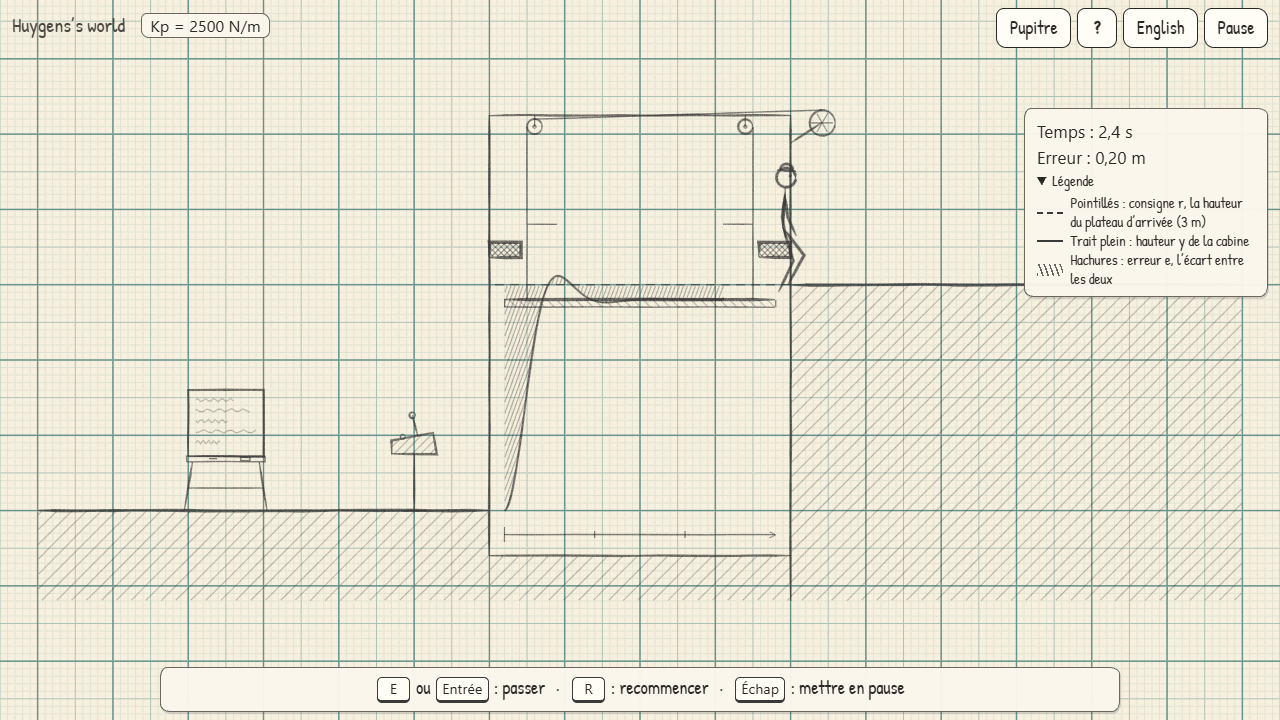 Huygens's world
Kp = 2500 N/m
Pupitre
?
English
Pause
Temps : 2,4 s
Erreur : 0,20 m
▼ Légende
Pointillés : consigne r, la hauteur
du plateau d'arrivée (3 m)
Trait plein : hauteur y de la cabine
Hachures : erreur e, l'écart entre
les deux
E ou Entrée : passer · R : recommencer · Échap : mettre en pause